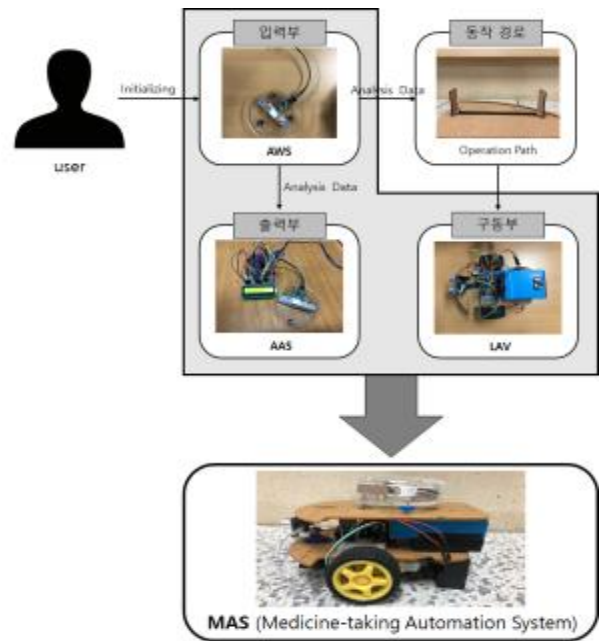 입력부
동작 경로
Initializing
Analysis Data
user
AWS
Operation Path
Analysis Data
출력부
구동부
AAS
LAV
MAS (Medicine-taking Automation System)